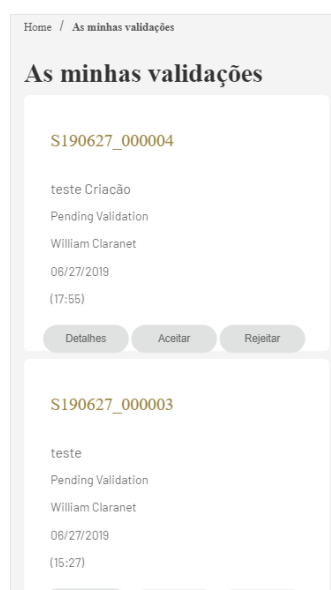 Home / As minhas validações
As minhas validações
S190627_000004
teste Criação
Pending Validation
William Claranet
06/27/2019
(17:55)
Detalhes Aceitar Rejeitar
S190627_000003
teste
Pending Validation
William Claranet
06/27/2019
(15:27)